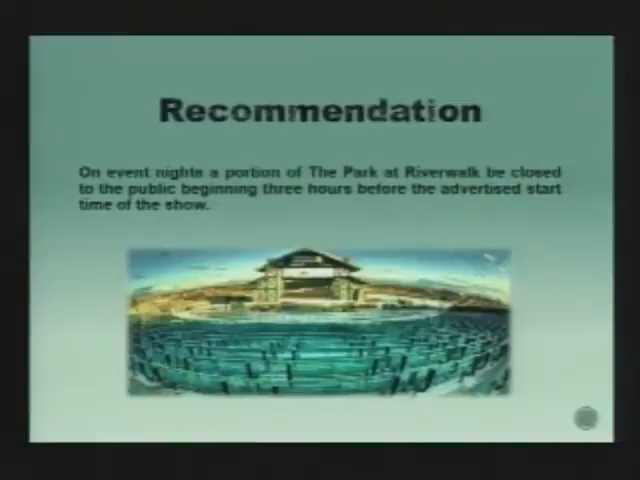 Recommendation
On event nights a portion of The Park at Riverwalk be closed
to the public beginning three hours before the advertised start
time of the show.